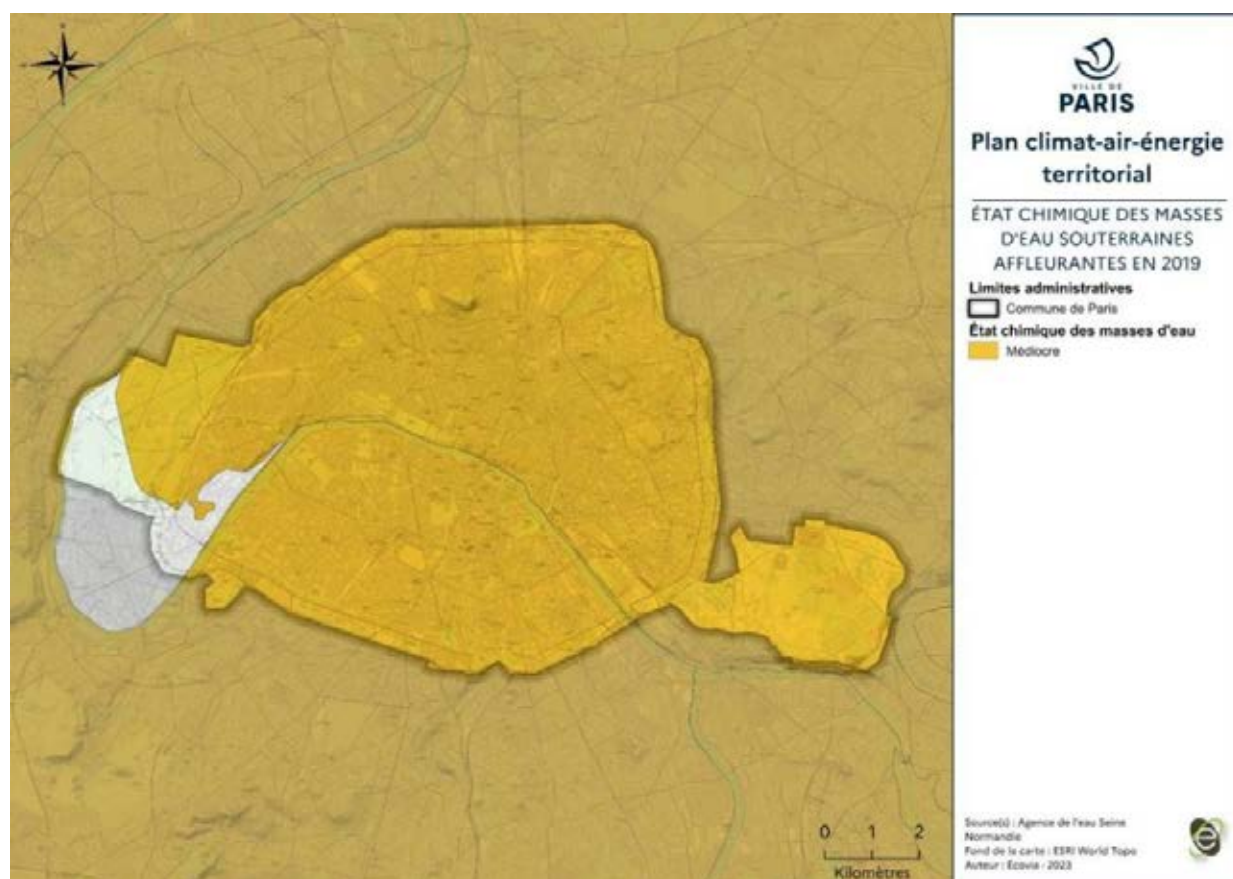 VILLE DE
PARIS
Plan climat-air-énergie
territorial
ÉTAT CHIMIQUE DES MASSES
D'EAU SOUTERRAINES
AFFLEURANTES EN 2019
Limites administratives
Commune de Paris
État chimique des masses d'eau
Médiocre
0 1 2
Kilomètres
Source(s) : Agence de l'eau Seine
Normandie
Fond de la carte : ESRI World Topo
Auteur : Écovia - 2023